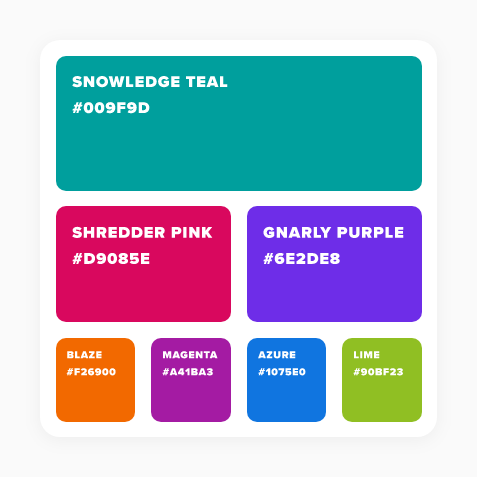 SNOWLEDGE TEAL
#009F9D
SHREDDER PINK
#D9085E
GNARLY PURPLE
#6E2DE8
BLAZE
#F26900
MAGENTA
#A41BA3
AZURE
#1075E0
LIME
#90BF23